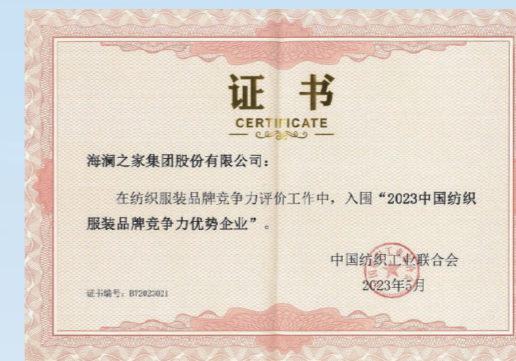 证书
CERTIFICATE
海澜之家集团股份有限公司：
在纺织服装品牌竞争力评价工作中，入围“2023中国纺织
服装品牌竞争力优势企业”。
中国纺织工业联合会
2023年5月
证书编号：B72023021